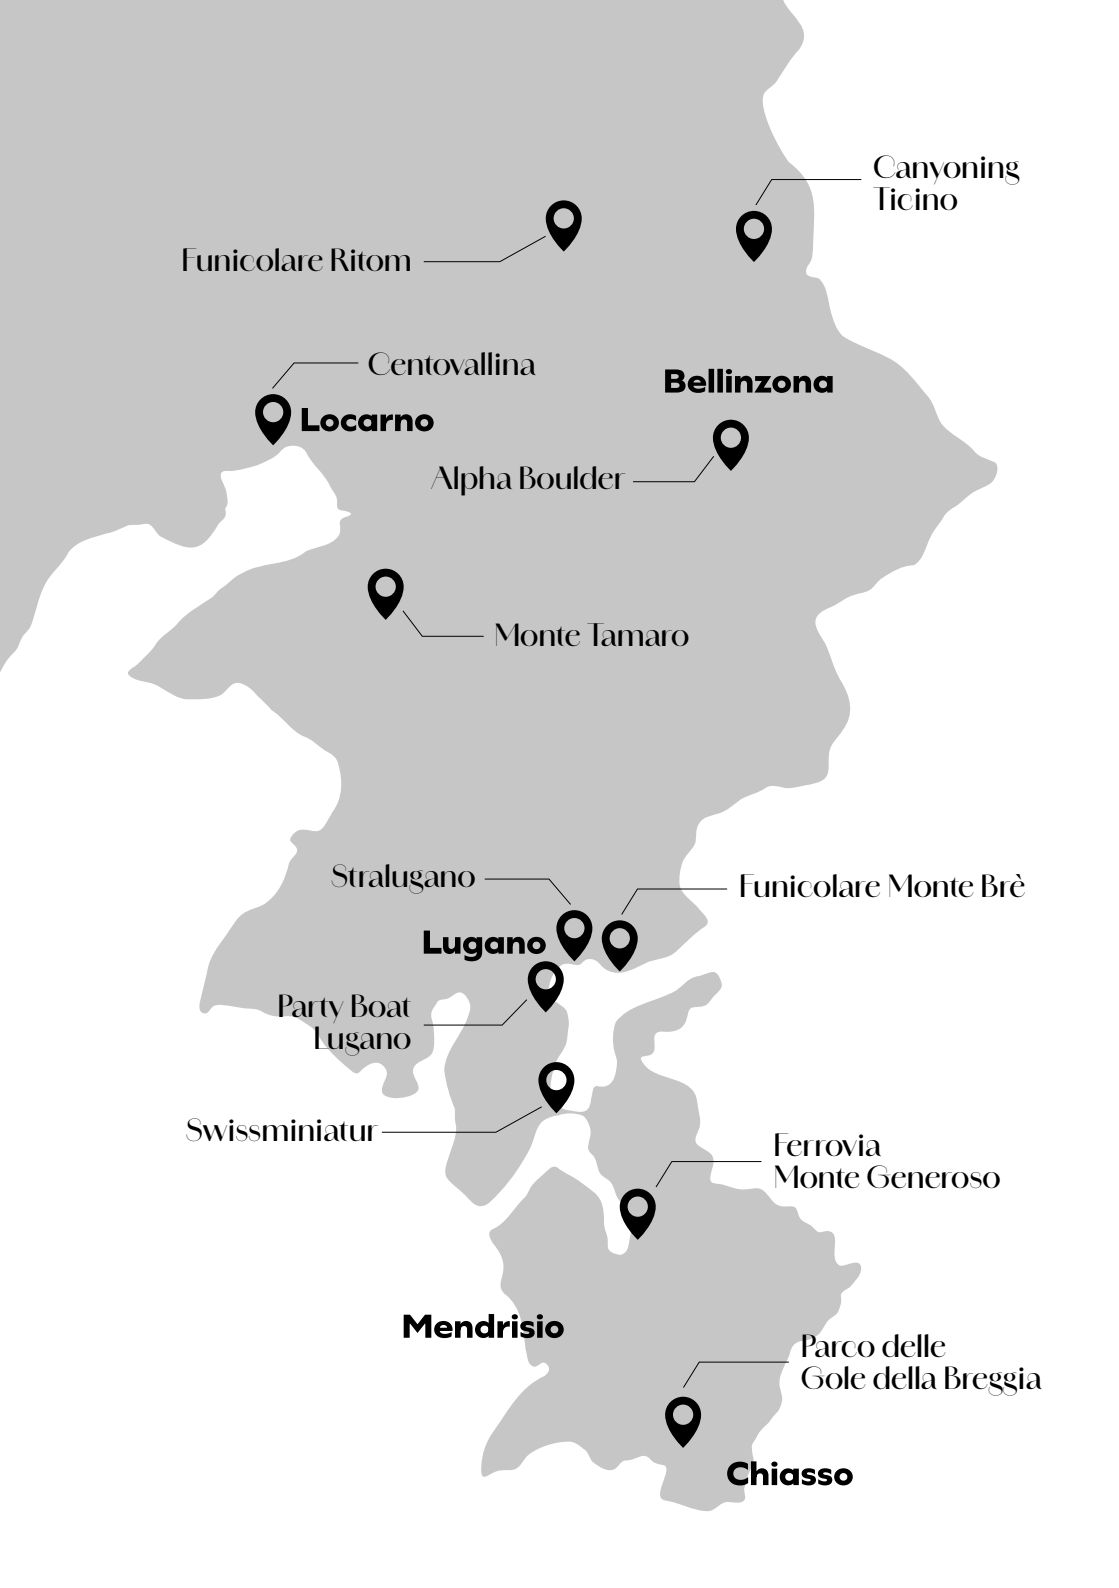 Canyoning
Ticino
Funicolare Ritom
Centovallina
Bellinzona
Locarno
Alpha Boulder
Monte Tamaro
Stralugano
Funicolare Monte Brè
Lugano
Party Boat
Lugano
Swissminiatur
Ferrovia
Monte Generoso
Mendrisio
Parco delle
Gole della Breggia
Chiasso